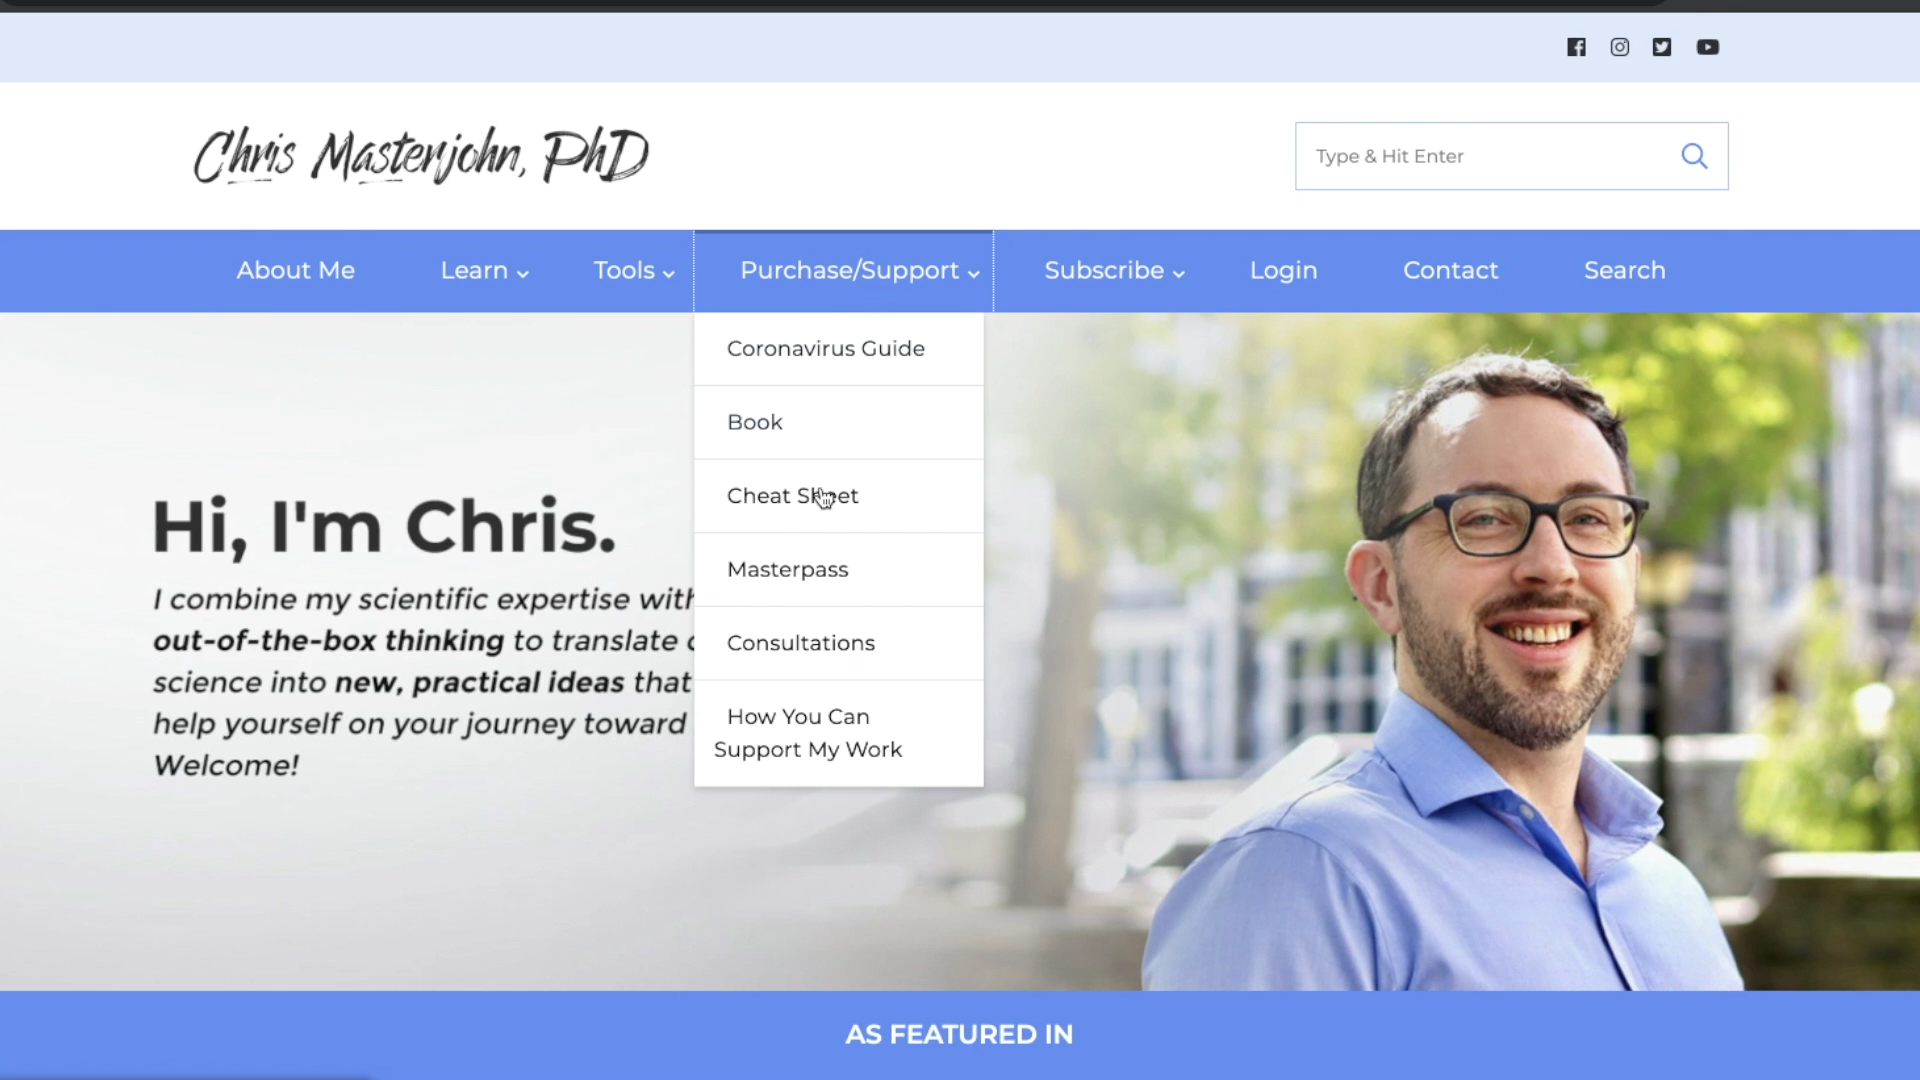 Chris Masterjohn, PhD
Type & Hit Enter
About Me
Learn
Tools
Purchase/Support
Subscribe
Login
Contact
Search
Coronavirus Guide
Book
Cheat Sheet
Masterpass
Consultations
How You Can
Support My Work
Hi, I'm Chris.
I combine my scientific expertise with
out-of-the-box thinking to translate
science into new, practical ideas that
help yourself on your journey toward
Welcome!
AS FEATURED IN